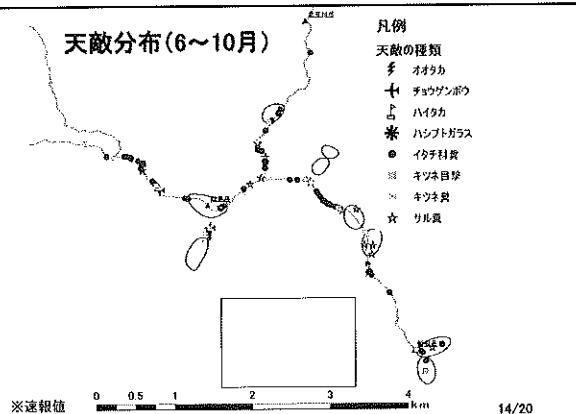 天敵分布(6～10月)
凡例
天敵の種類
オオタカ
チョウゲンボウ
ハイタカ
ハシブトガラス
イタチ科糞
キツネ目撃
キツネ糞
サル糞
※速報値
0 0.5 1 2 3 4
km
14/20